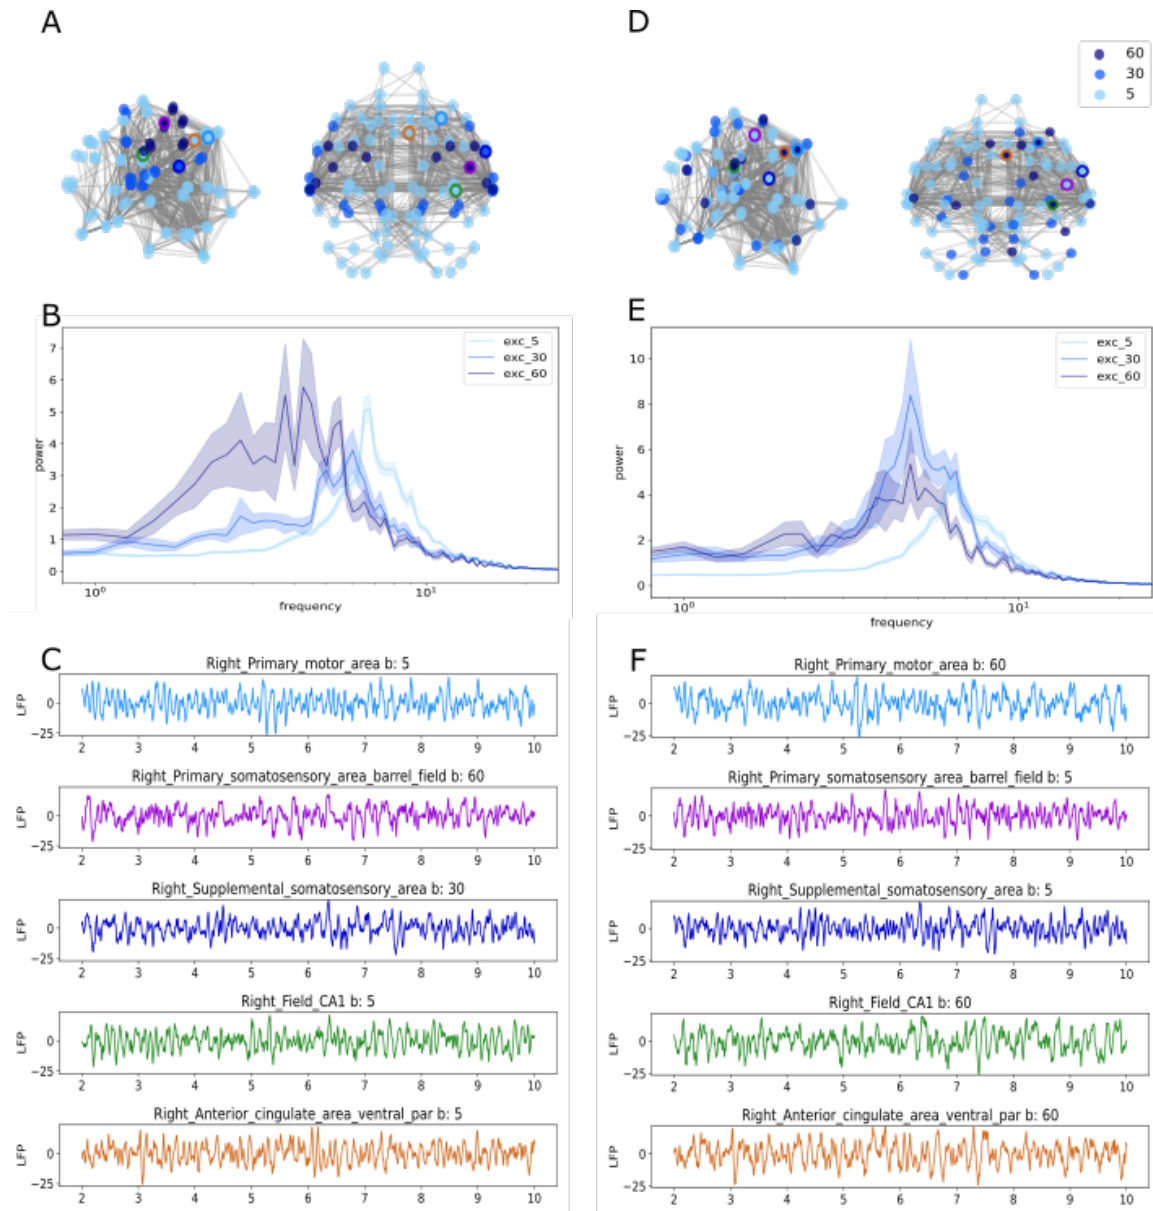 A
D
60
30
5
B
7
6
5
4
3
2
1
0
power
exc_5
exc_30
exc_60
10⁰
10¹
frequency
E
10
8
6
4
2
0
power
exc_5
exc_30
exc_60
10⁰
10¹
frequency
C
Right_Primary_motor_area b: 5
LFP
0
−25
2 3 4 5 6 7 8 9 10
Right_Primary_somatosensory_area_barrel_field b: 60
LFP
0
−25
2 3 4 5 6 7 8 9 10
Right_Supplemental_somatosensory_area b: 30
LFP
0
−25
2 3 4 5 6 7 8 9 10
Right_Field_CA1 b: 5
LFP
0
−25
2 3 4 5 6 7 8 9 10
Right_Anterior_cingulate_area_ventral_par b: 5
LFP
0
−25
2 3 4 5 6 7 8 9 10
F
Right_Primary_motor_area b: 60
LFP
0
−25
2 3 4 5 6 7 8 9 10
Right_Primary_somatosensory_area_barrel_field b: 5
LFP
0
−25
2 3 4 5 6 7 8 9 10
Right_Supplemental_somatosensory_area b: 5
LFP
0
−25
2 3 4 5 6 7 8 9 10
Right_Field_CA1 b: 60
LFP
0
−25
2 3 4 5 6 7 8 9 10
Right_Anterior_cingulate_area_ventral_par b: 60
LFP
0
−25
2 3 4 5 6 7 8 9 10